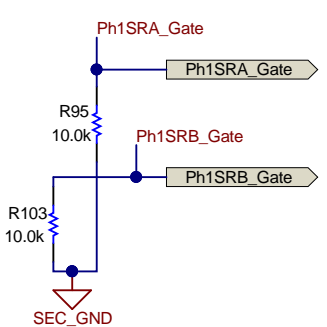 Ph1SRA_Gate
Ph1SRA_Gate
R95
10.0k
Ph1SRB_Gate
Ph1SRB_Gate
R103
10.0k
SEC_GND